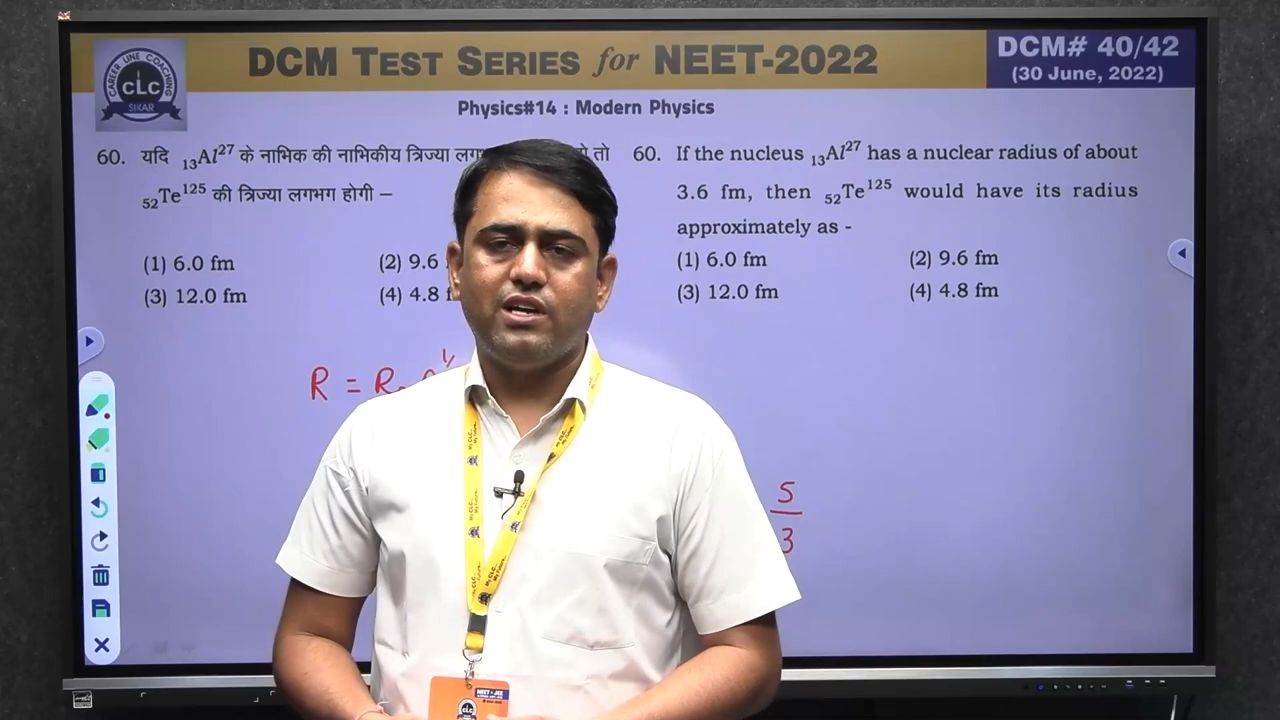 DCM TEST SERIES for NEET-2022
DCM# 40/42
(30 June, 2022)
CAREER LINE COACHING
CLC
SIKAR
Physics#14 : Modern Physics
60. यदि ₁₃Al²⁷ के नाभिक की नाभिकीय त्रिज्या तो
₅₂Te¹²⁵ की त्रिज्या लगभग होगी –
(1) 6.0 fm (2) 9.6
(3) 12.0 fm (4) 4.8
60. If the nucleus ₁₃Al²⁷ has a nuclear radius of about
3.6 fm, then ₅₂Te¹²⁵ would have its radius
approximately as -
(1) 6.0 fm (2) 9.6 fm
(3) 12.0 fm (4) 4.8 fm
R = R₀
5
3
NEET - JEE
CLC